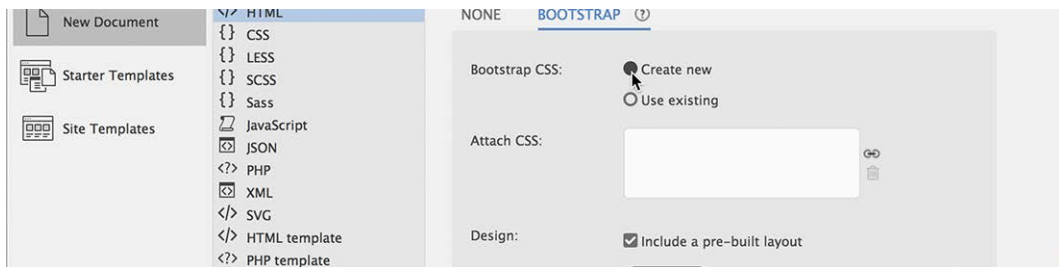 New Document
Starter Templates
Site Templates
</> HTML
{} CSS
{} LESS
{} SCSS
{} Sass
JavaScript
JSON
<?> PHP
XML
</> SVG
</> HTML template
<?> PHP template
NONE BOOTSTRAP ?
Bootstrap CSS: Create new
Use existing
Attach CSS:
Design: Include a pre-built layout